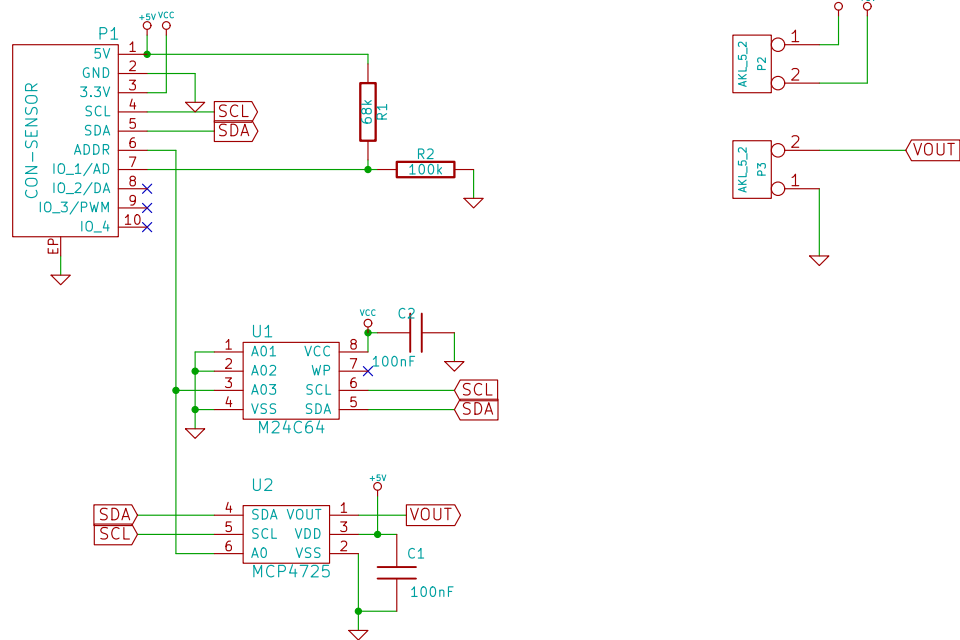 +5V VCC
P1
CON-SENSOR
5V 1
GND 2
3.3V 3
SCL 4
SCL
SDA 5
SDA
ADDR 6
IO_1/AD 7
IO_2/DA 8
IO_3/PWM 9
IO_4 10
EP
68k
R1
R2
100k
AKL_5_2
P2
1
2
AKL_5_2
P3
2
VOUT
1
VCC
C2
100nF
U1
1 A01 VCC 8
2 A02 WP 7
3 A03 SCL 6
SCL
4 VSS SDA 5
SDA
M24C64
+5V
U2
SDA
4 SDA VOUT 1
VOUT
SCL
5 SCL VDD 3
6 A0 VSS 2
MCP4725
C1
100nF